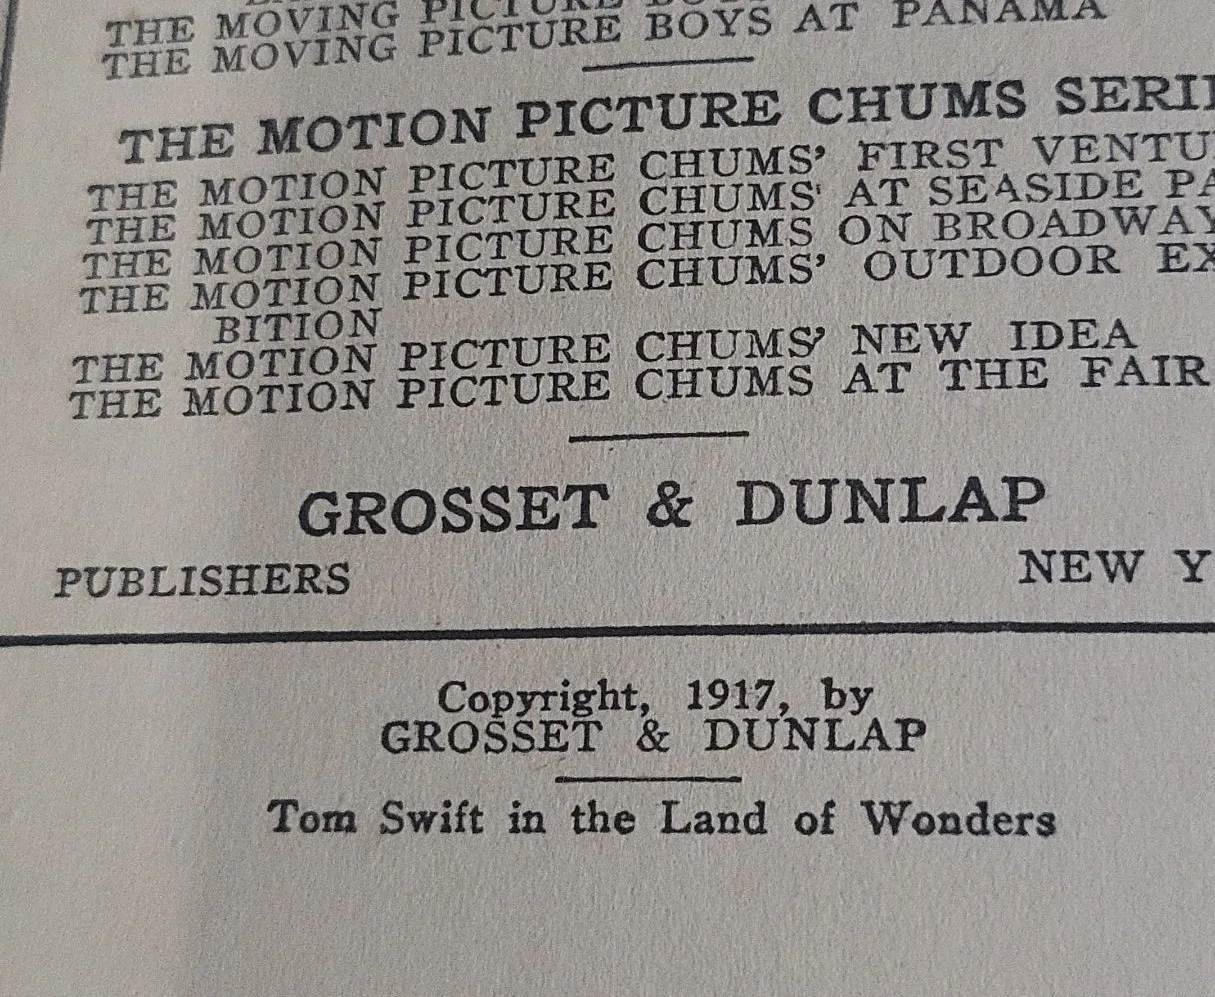 THE MOVING PICTURE
THE MOVING PICTURE BOYS AT PANAMA
THE MOTION PICTURE CHUMS SERI
THE MOTION PICTURE CHUMS’ FIRST VENTU
THE MOTION PICTURE CHUMS' AT SEASIDE PA
THE MOTION PICTURE CHUMS ON BROADWAY
THE MOTION PICTURE CHUMS’ OUTDOOR EX
BITION
THE MOTION PICTURE CHUMS’ NEW IDEA
THE MOTION PICTURE CHUMS AT THE FAIR
GROSSET & DUNLAP
PUBLISHERS NEW Y
Copyright, 1917, by
GROSSET & DUNLAP
Tom Swift in the Land of Wonders